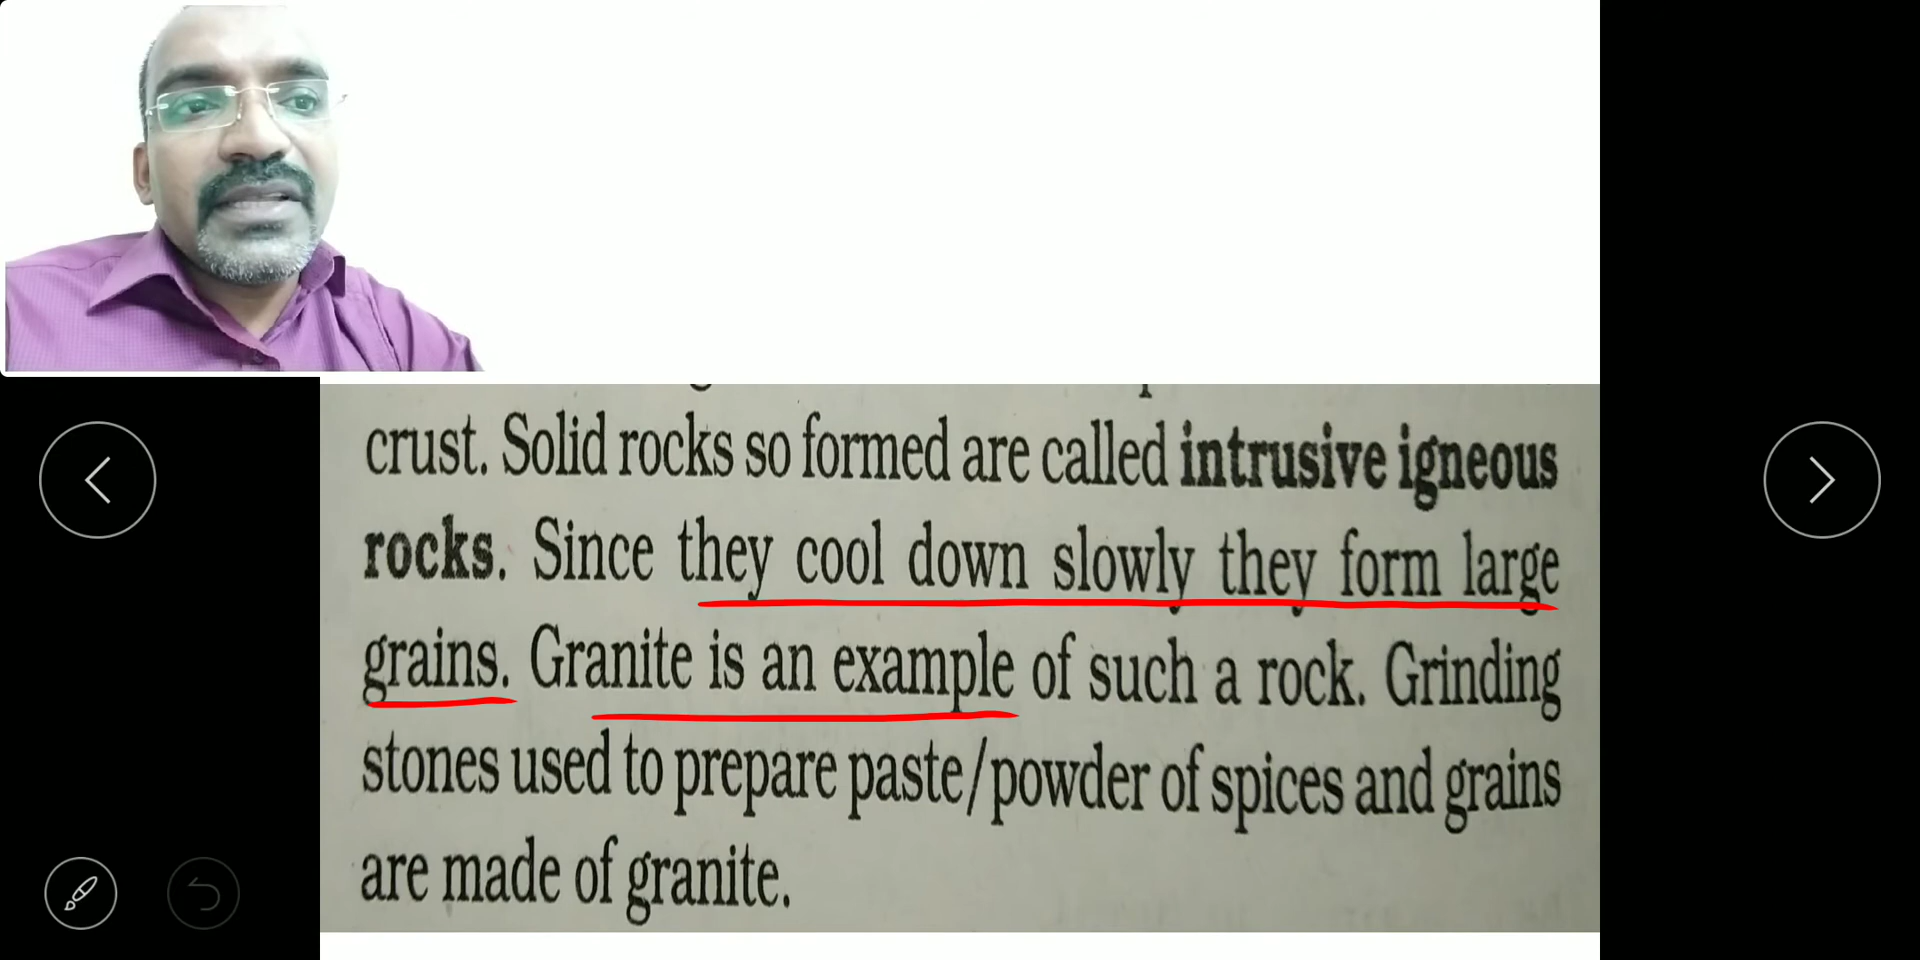 crust. Solid rocks so formed are called intrusive igneous
rocks. Since they cool down slowly they form large
grains. Granite is an example of such a rock. Grinding
stones used to prepare paste/powder of spices and grains
are made of granite.